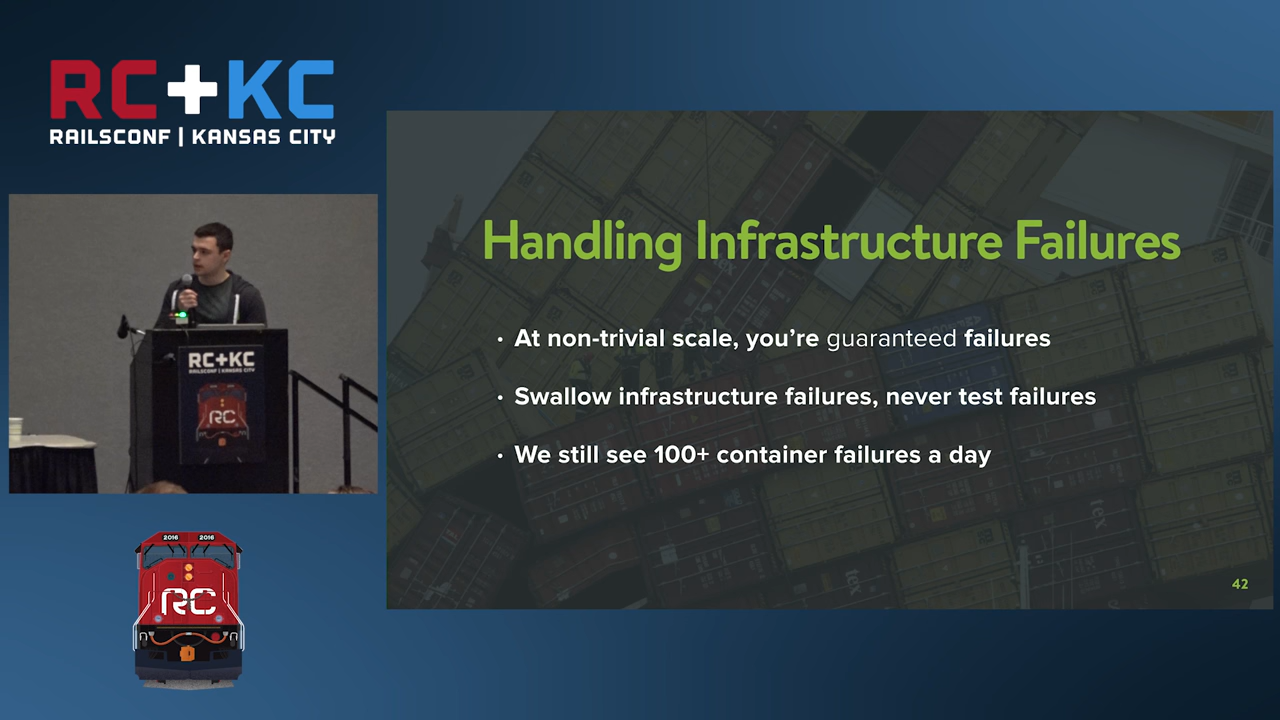 RC+KC
RAILSCONF | KANSAS CITY
Handling Infrastructure Failures
• At non-trivial scale, you’re guaranteed failures
• Swallow infrastructure failures, never test failures
• We still see 100+ container failures a day
42
RC+KC
RAILSCONF | KANSAS CITY
RC
2016 2016
RC